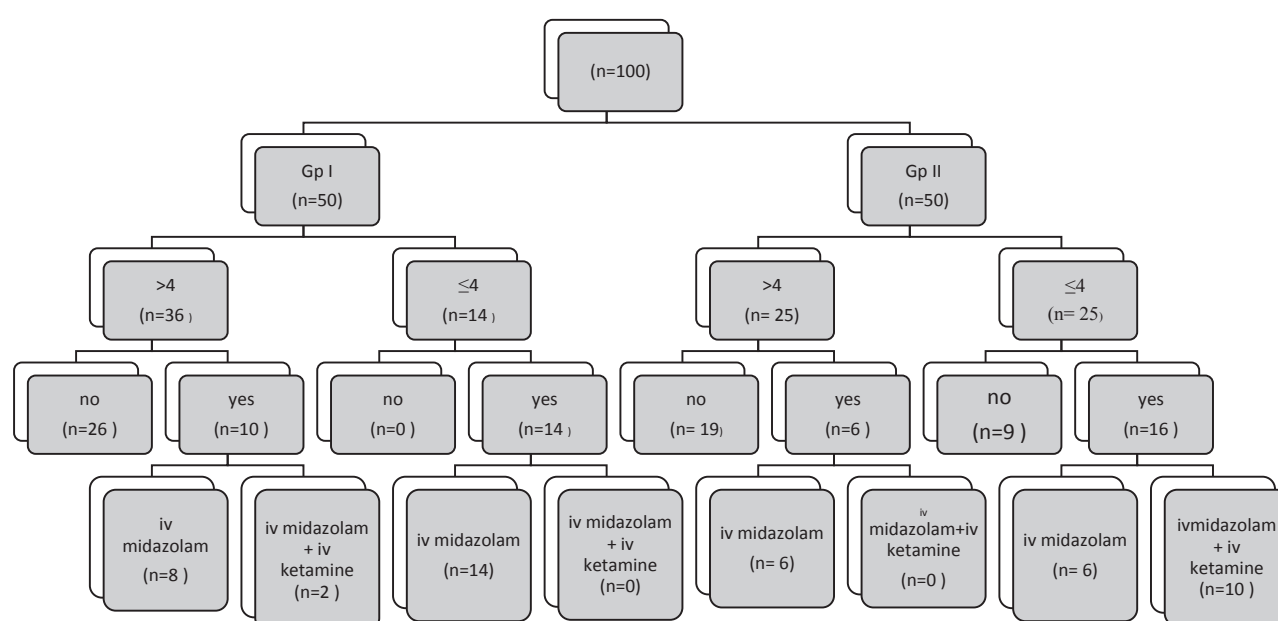 (n=100)
Gp I
(n=50)
Gp II
(n=50)
>4
(n=36 )
≤4
(n=14 )
>4
(n= 25)
≤4
(n= 25)
no
(n=26 )
yes
(n=10 )
no
(n=0 )
yes
(n=14 )
no
(n= 19)
yes
(n=6 )
no
(n=9 )
yes
(n=16 )
iv
midazolam
(n=8 )
iv midazolam
+ iv
ketamine
(n=2 )
iv midazolam
(n=14)
iv midazolam
+ iv
ketamine
(n=0)
iv midazolam
(n= 6)
iv
midazolam+iv
ketamine
(n=0 )
iv midazolam
(n= 6)
ivmidazolam
+ iv
ketamine
(n=10 )